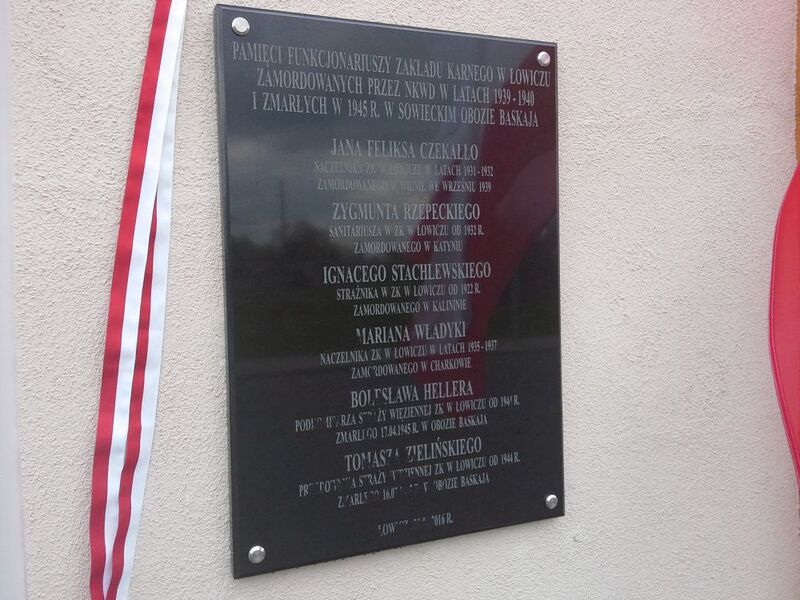 PAMIĘCI FUNKCJONARIUSZY ZAKŁADU KARNEGO W ŁOWICZU
ZAMORDOWANYCH PRZEZ NKWD W LATACH 1939 - 1940
I ZMARŁYCH W 1945 R. W SOWIECKIM OBOZIE BASKAJA
JANA FELIKSA CZEKAŁŁO
NACZELNIKA ZK W ŁOWICZU W LATACH 1931 - 1932
ZAMORDOWANEGO W WILNIE WE WRZEŚNIU 1939
ZYGMUNTA RZEPECKIEGO
SANITARIUSZA W ZK W ŁOWICZU OD 1932 R.
ZAMORDOWANEGO W KATYNIU
IGNACEGO STACHLEWSKIEGO
STRAŻNIKA W ZK W ŁOWICZU OD 1922 R.
ZAMORDOWANEGO W KALININIE
MARIANA WŁADYKI
NACZELNIKA ZK W ŁOWICZU W LATACH 1935 - 1937
ZAMORDOWANEGO W CHARKOWIE
BOLESŁAWA HELLERA
PODKOMISARZA STRAŻY WIĘZIENNEJ ZK W ŁOWICZU OD
ZMARŁEGO 17.04.1945 R. W OBOZIE BASKAJA
TOMASZA ZIELIŃSKIEGO
STRAŻY WIĘZIENNEJ ZK W ŁOWICZU OD 1944 R.
ZMARŁEGO W OBOZIE BASKAJA
ŁOWICZ R.